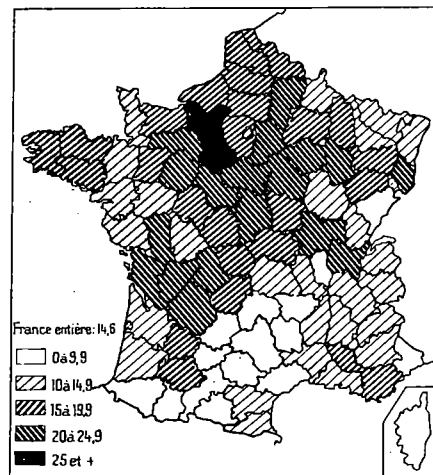 France entière: 14,6
0 à 9,9
10 à 14,9
15 à 19,9
20 à 24,9
25 et +